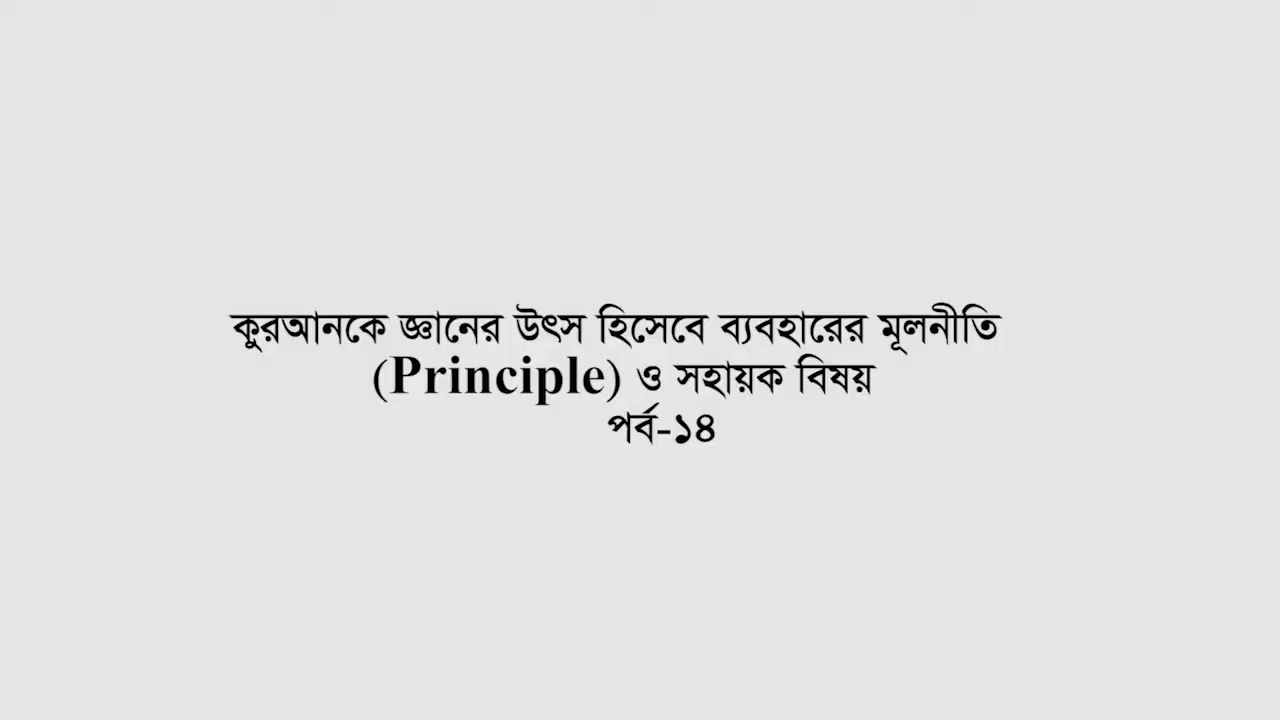 কুরআনকে জ্ঞানের উৎস হিসেবে ব্যবহারের মূলনীতি
(Principle) ও সহায়ক বিষয়
পর্ব-১৪